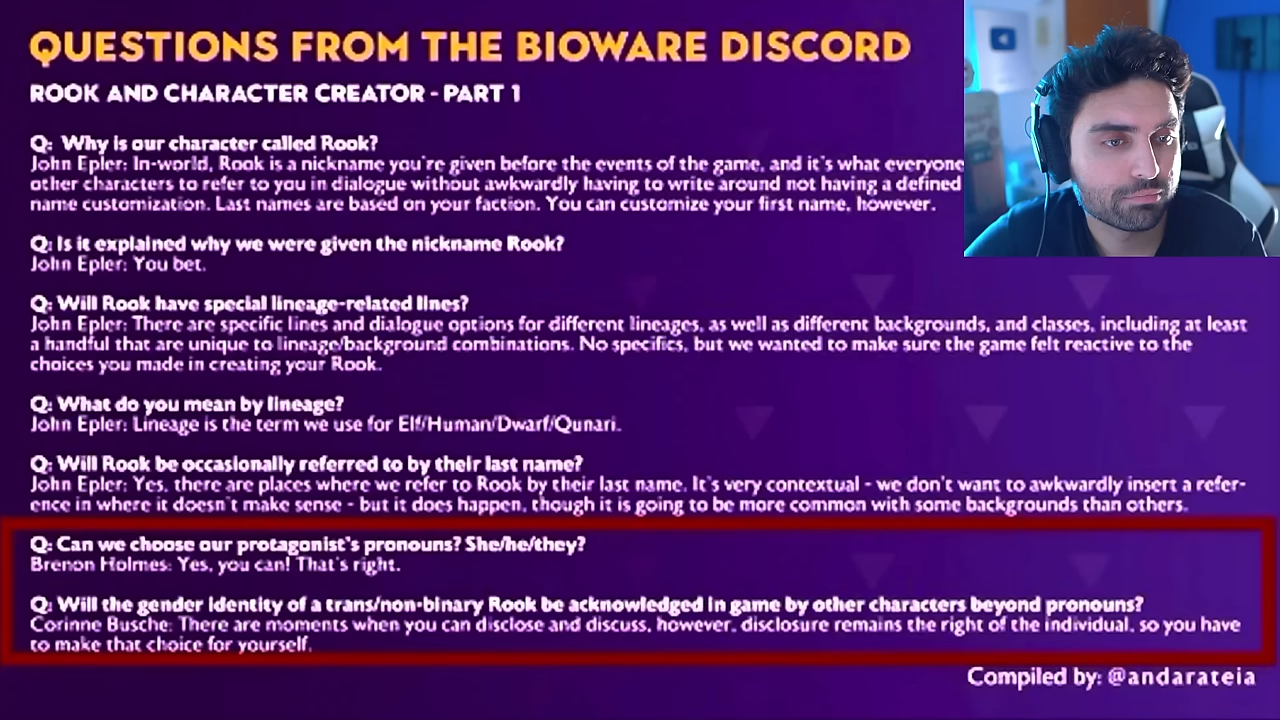 QUESTIONS FROM THE BIOWARE DISCORD
ROOK AND CHARACTER CREATOR - PART 1
Q: Why is our character called Rook?
John Epler: In-world, Rook is a nickname you're given before the events of the game, and it's what everyone
other characters to refer to you in dialogue without awkwardly having to write around not having a defined
name customization. Last names are based on your faction. You can customize your first name, however.
Q: Is it explained why we were given the nickname Rook?
John Epler: You bet.
Q: Will Rook have special lineage-related lines?
John Epler: There are specific lines and dialogue options for different lineages, as well as different backgrounds, and classes, including at least
a handful that are unique to lineage/background combinations. No specifics, but we wanted to make sure the game felt reactive to the
choices you made in creating your Rook.
Q: What do you mean by lineage?
John Epler: Lineage is the term we use for Elf/Human/Dwarf/Qunari.
Q: Will Rook be occasionally referred to by their last name?
John Epler: Yes, there are places where we refer to Rook by their last name. It's very contextual - we don't want to awkwardly insert a refer-
ence in where it doesn't make sense - but it does happen, though it is going to be more common with some backgrounds than others.
Q: Can we choose our protagonist's pronouns? She/he/they?
Brenon Holmes: Yes, you can! That's right.
Q: Will the gender identity of a trans/non-binary Rook be acknowledged in game by other characters beyond pronouns?
Corinne Busche: There are moments when you can disclose and discuss, however, disclosure remains the right of the individual, so you have
to make that choice for yourself.
Compiled by: @andarateia